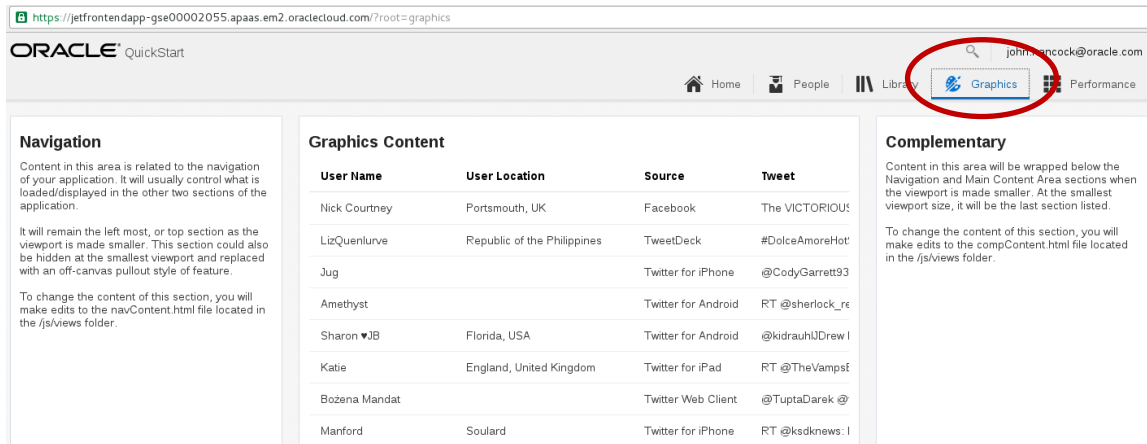 https://jetfrontendapp-gse00002055.apaas.em2.oraclecloud.com/?root=graphics
ORACLE QuickStart
john.hancock@oracle.com
Home People Library Graphics Performance
Navigation
Content in this area is related to the navigation
of your application. It will usually control what is
loaded/displayed in the other two sections of the
application.
It will remain the left most, or top section as the
viewport is made smaller. This section could also
be hidden at the smallest viewport and replaced
with an off-canvas pullout style of feature.
To change the content of this section, you will
make edits to the navContent.html file located in
the /js/views folder.
Graphics Content
User Name User Location Source Tweet
Nick Courtney Portsmouth, UK Facebook The VICTORIOUS
LizQuenlurve Republic of the Philippines TweetDeck
Jug Twitter for iPhone @CodyGarrett93
Amethyst Twitter for Android RT @sherlock_re
Sharon ♥JB Florida, USA Twitter for Android
Katie England, United Kingdom Twitter for iPad RT
Bożena Mandat Twitter Web Client @TuptaDarek
Manford Soulard Twitter for iPhone RT @ksdknews:
Complementary
Content in this area will be wrapped below the
Navigation and Main Content Area sections when
the viewport is made smaller. At the smallest
viewport size, it will be the last section listed.
To change the content of this section, you will
make edits to the compContent.html file located
in the /js/views folder.